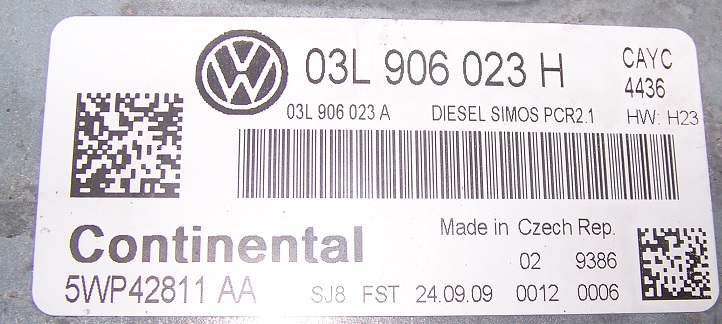 03L 906 023 H CAYC
4436
03L 906 023 A DIESEL SIMOS PCR2.1 HW: H23
Continental Made in Czech Rep.
02 9386
5WP42811 AA SJ8 FST 24.09.09 0012 0006